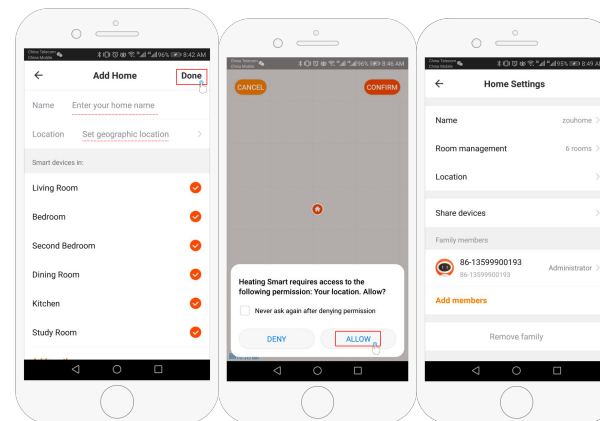 China Telecom
China Mobile
96% 8:42 AM
Add Home
Done
Name Enter your home name
Location Set geographic location
Smart devices in:
Living Room
Bedroom
Second Bedroom
Dining Room
Kitchen
Study Room
China Telecom
China Mobile
96% 8:46 AM
CANCEL
CONFIRM
Heating Smart requires access to the
following permission: Your location. Allow?
Never ask again after denying permission
DENY
ALLOW
China Telecom
China Mobile
95% 8:49 AM
Home Settings
Name zouhome
Room management 6 rooms
Location
Share devices
Family members
86-13599900193
86-13599900193
Administrator
Add members
Remove family